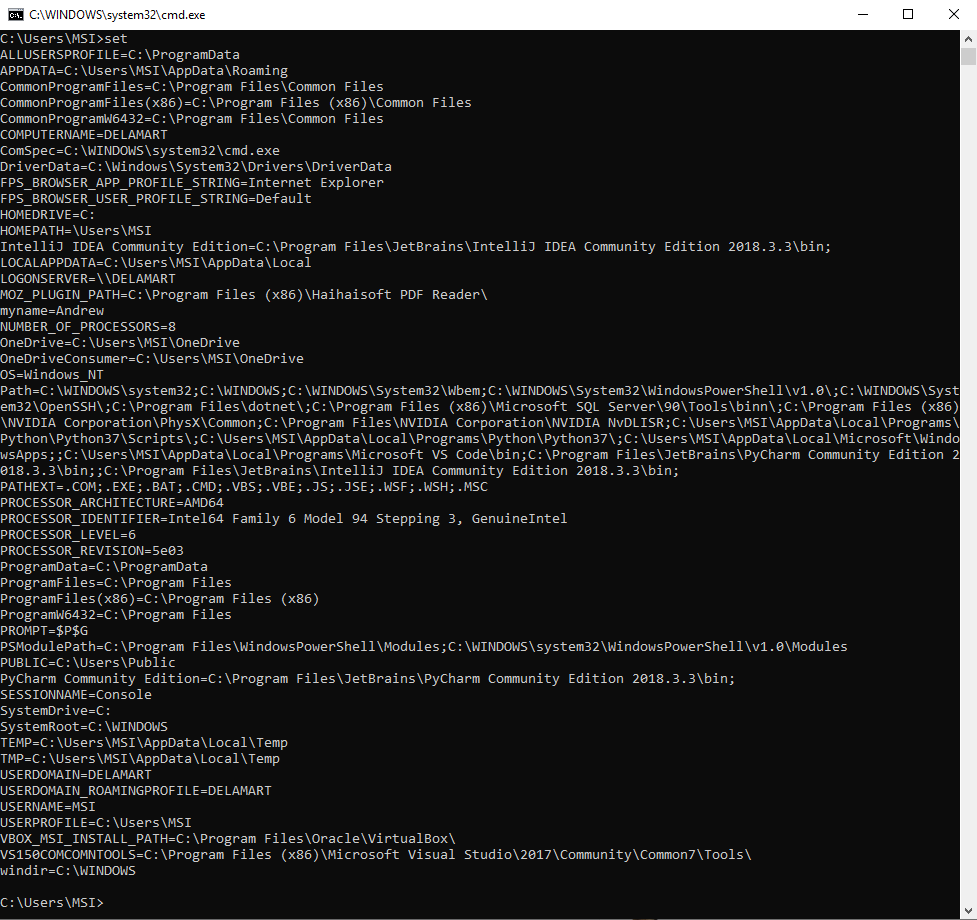 C:\WINDOWS\system32\cmd.exe
C:\Users\MSI>set
ALLUSERSPROFILE=C:\ProgramData
APPDATA=C:\Users\MSI\AppData\Roaming
CommonProgramFiles=C:\Program Files\Common Files
CommonProgramFiles(x86)=C:\Program Files (x86)\Common Files
CommonProgramW6432=C:\Program Files\Common Files
COMPUTERNAME=DELAMART
ComSpec=C:\WINDOWS\system32\cmd.exe
DriverData=C:\Windows\System32\Drivers\DriverData
FPS_BROWSER_APP_PROFILE_STRING=Internet Explorer
FPS_BROWSER_USER_PROFILE_STRING=Default
HOMEDRIVE=C:
HOMEPATH=\Users\MSI
IntelliJ IDEA Community Edition=C:\Program Files\JetBrains\IntelliJ IDEA Community Edition 2018.3.3\bin;
LOCALAPPDATA=C:\Users\MSI\AppData\Local
LOGONSERVER=\\DELAMART
MOZ_PLUGIN_PATH=C:\Program Files (x86)\Haihaisoft PDF Reader\
myname=Andrew
NUMBER_OF_PROCESSORS=8
OneDrive=C:\Users\MSI\OneDrive
OneDriveConsumer=C:\Users\MSI\OneDrive
OS=Windows_NT
Path=C:\WINDOWS\system32;C:\WINDOWS;C:\WINDOWS\System32\Wbem;C:\WINDOWS\System32\WindowsPowerShell\v1.0\;C:\WINDOWS\Syst
em32\OpenSSH\;C:\Program Files\dotnet\;C:\Program Files (x86)\Microsoft SQL Server\90\Tools\binn\;C:\Program Files (x86)
\NVIDIA Corporation\PhysX\Common;C:\Program Files\NVIDIA Corporation\NVIDIA NvDLISR;C:\Users\MSI\AppData\Local\Programs\
Python\Python37\Scripts\;C:\Users\MSI\AppData\Local\Programs\Python\Python37\;C:\Users\MSI\AppData\Local\Microsoft\Windo
wsApps;;C:\Users\MSI\AppData\Local\Programs\Microsoft VS Code\bin;C:\Program Files\JetBrains\PyCharm Community Edition 2
018.3.3\bin;;C:\Program Files\JetBrains\IntelliJ IDEA Community Edition 2018.3.3\bin;
PATHEXT=.COM;.EXE;.BAT;.CMD;.VBS;.VBE;.JS;.JSE;.WSF;.WSH;.MSC
PROCESSOR_ARCHITECTURE=AMD64
PROCESSOR_IDENTIFIER=Intel64 Family 6 Model 94 Stepping 3, GenuineIntel
PROCESSOR_LEVEL=6
PROCESSOR_REVISION=5e03
ProgramData=C:\ProgramData
ProgramFiles=C:\Program Files
ProgramFiles(x86)=C:\Program Files (x86)
ProgramW6432=C:\Program Files
PROMPT=$P$G
PSModulePath=C:\Program Files\WindowsPowerShell\Modules;C:\WINDOWS\system32\WindowsPowerShell\v1.0\Modules
PUBLIC=C:\Users\Public
PyCharm Community Edition=C:\Program Files\JetBrains\PyCharm Community Edition 2018.3.3\bin;
SESSIONNAME=Console
SystemDrive=C:
SystemRoot=C:\WINDOWS
TEMP=C:\Users\MSI\AppData\Local\Temp
TMP=C:\Users\MSI\AppData\Local\Temp
USERDOMAIN=DELAMART
USERDOMAIN_ROAMINGPROFILE=DELAMART
USERNAME=MSI
USERPROFILE=C:\Users\MSI
VBOX_MSI_INSTALL_PATH=C:\Program Files\Oracle\VirtualBox\
VS150COMCOMNTOOLS=C:\Program Files (x86)\Microsoft Visual Studio\2017\Community\Common7\Tools\
windir=C:\WINDOWS
C:\Users\MSI>